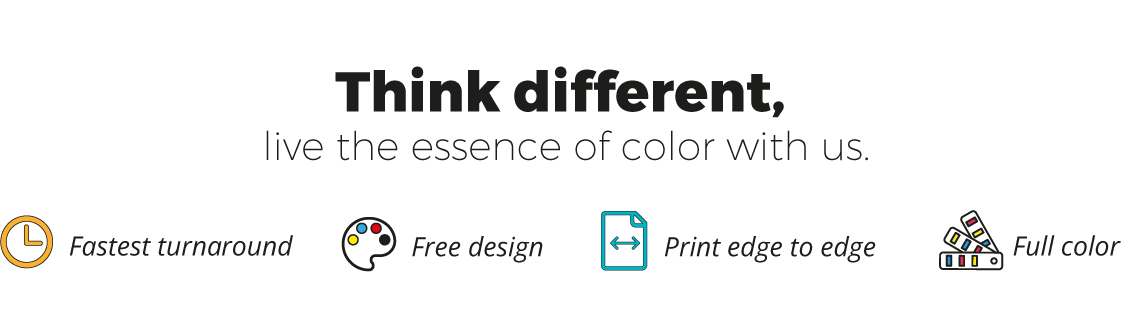 Think different,
live the essence of color with us.
Fastest turnaround
Free design
Print edge to edge
Full color